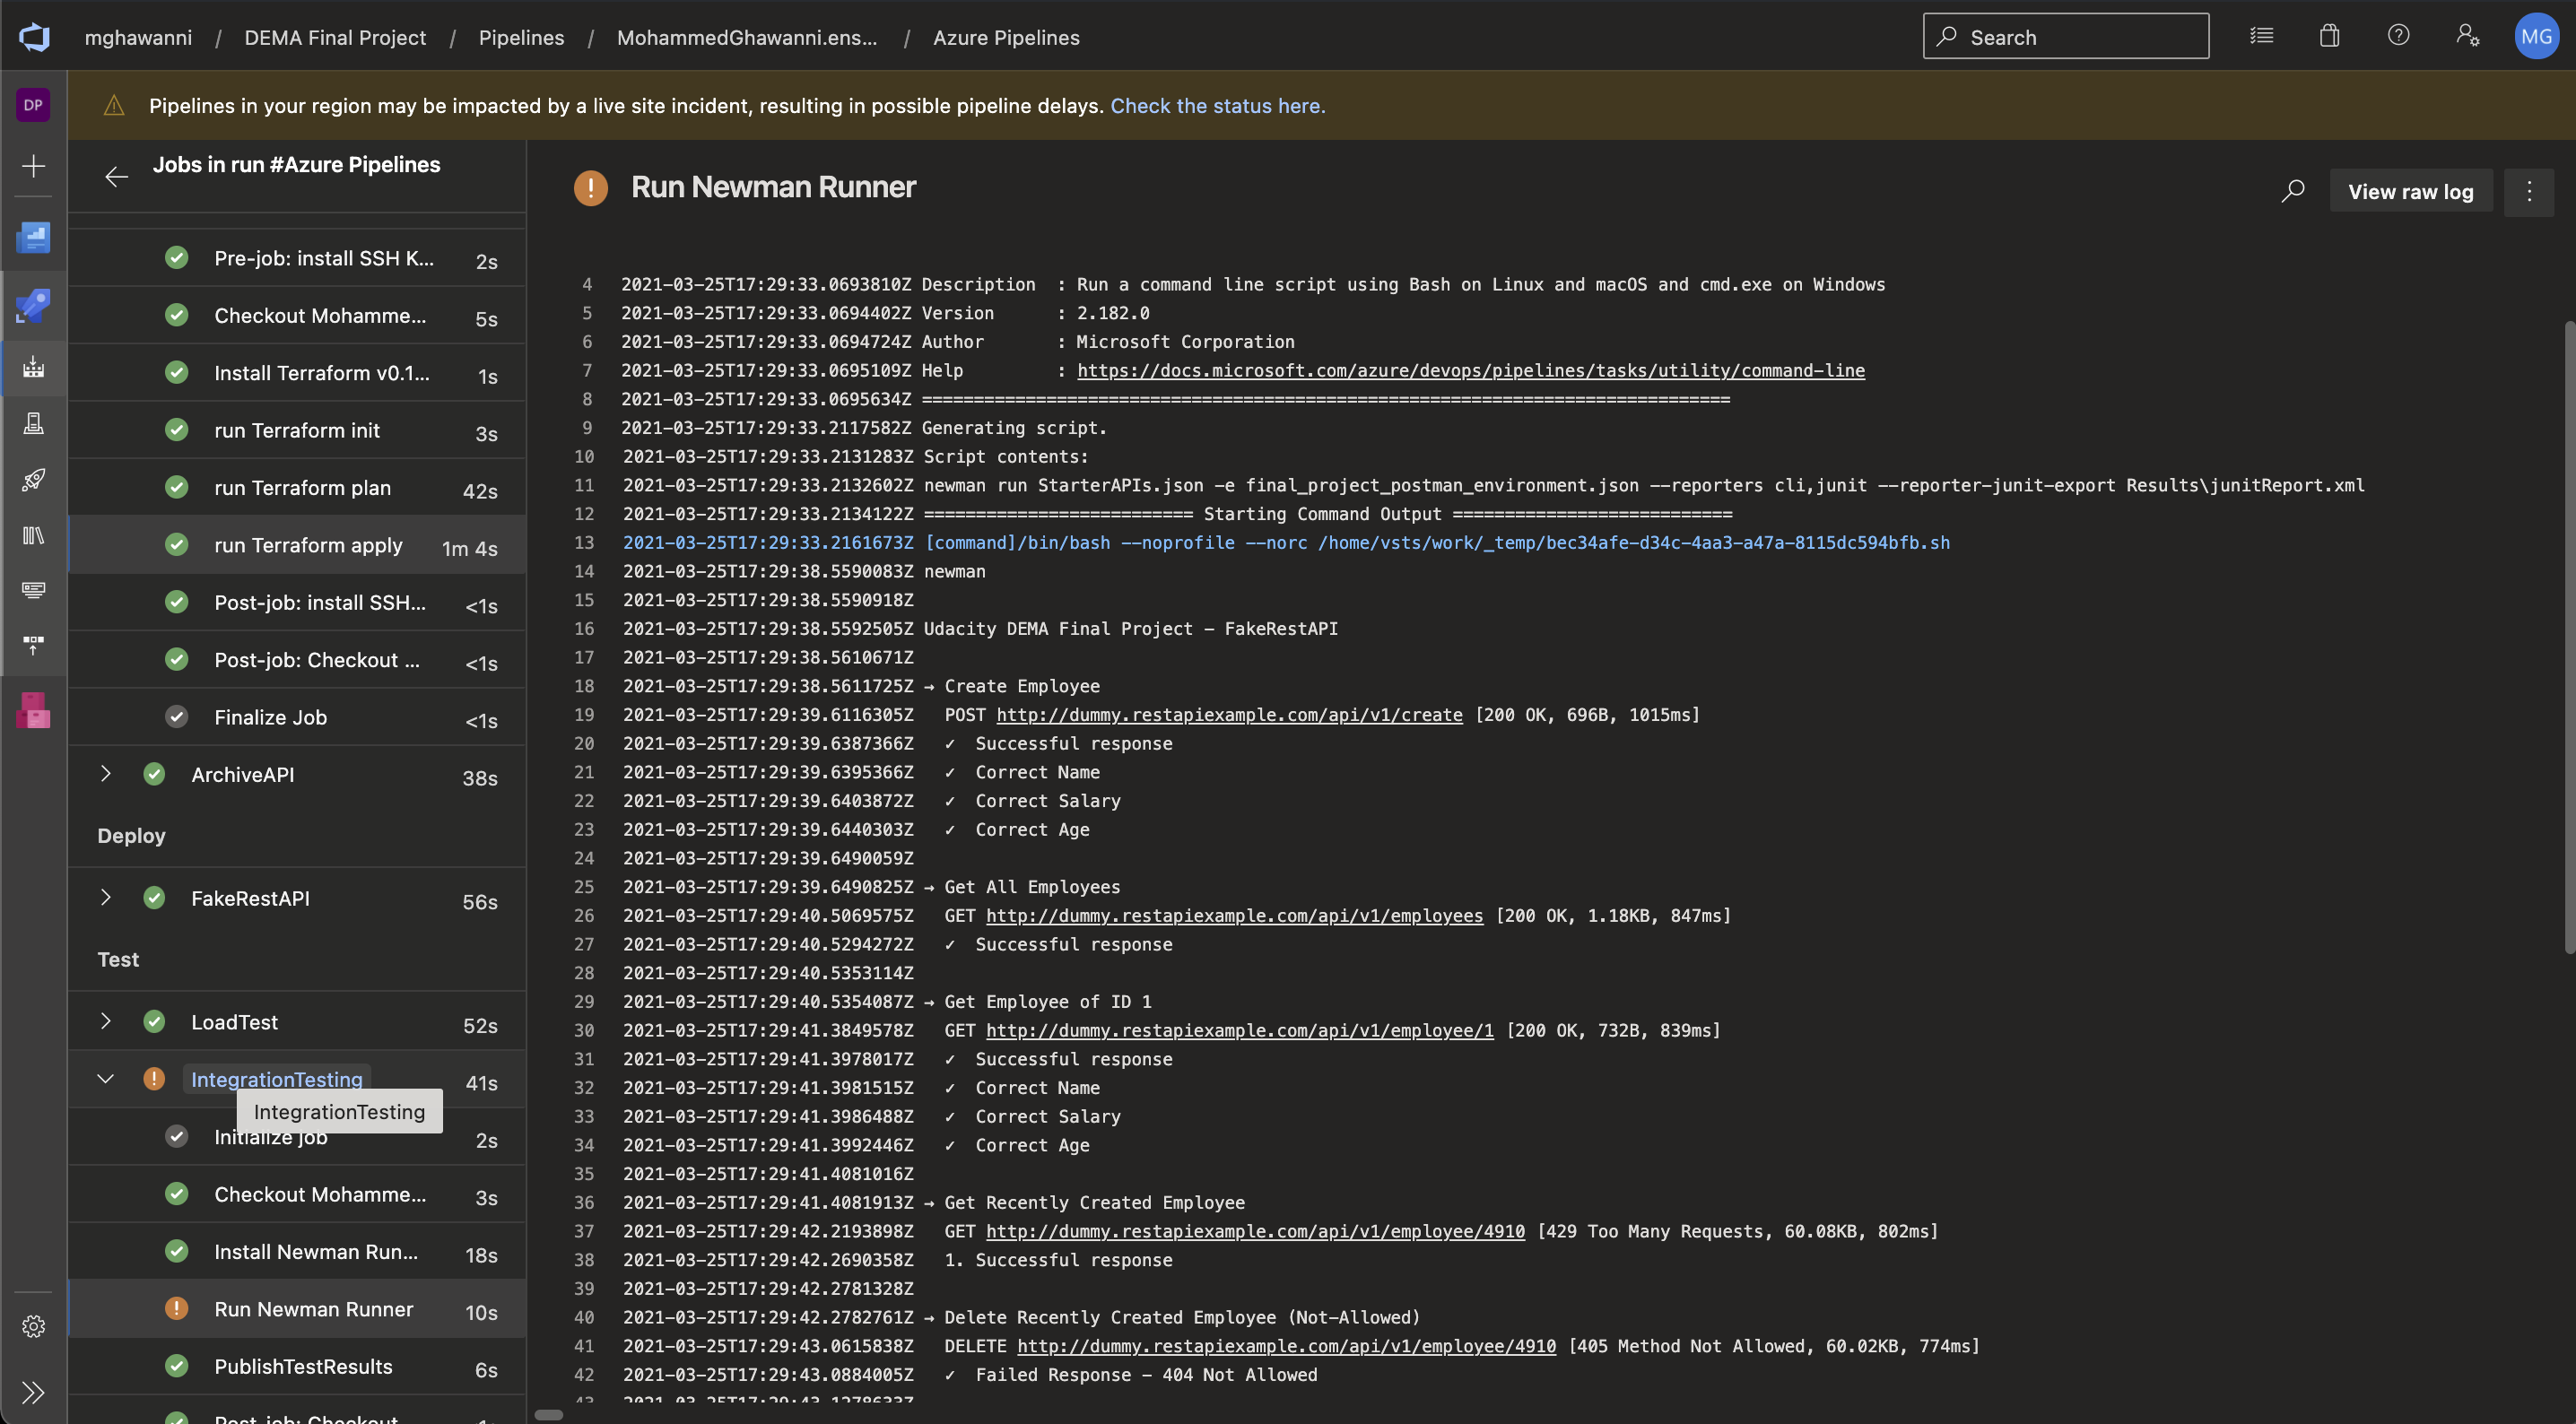 mghawanni / DEMA Final Project / Pipelines / MohammedGhawanni.ens... / Azure Pipelines
Search
MG
DP
Pipelines in your region may be impacted by a live site incident, resulting in possible pipeline delays. Check the status here.
Jobs in run #Azure Pipelines
Pre-job: install SSH K... 2s
Checkout Mohamme... 5s
Install Terraform v0.1... 1s
run Terraform init 3s
run Terraform plan 42s
run Terraform apply 1m 4s
Post-job: install SSH... <1s
Post-job: Checkout ... <1s
Finalize Job <1s
ArchiveAPI 38s
Deploy
FakeRestAPI 56s
Test
LoadTest 52s
IntegrationTesting 41s
IntegrationTesting
Initialize job 2s
Checkout Mohamme... 3s
Install Newman Run... 18s
Run Newman Runner 10s
PublishTestResults 6s
Post-job: Checkout
Run Newman Runner
View raw log
4 2021-03-25T17:29:33.0693810Z Description : Run a command line script using Bash on Linux and macOS and cmd.exe on Windows
5 2021-03-25T17:29:33.0694402Z Version : 2.182.0
6 2021-03-25T17:29:33.0694724Z Author : Microsoft Corporation
7 2021-03-25T17:29:33.0695109Z Help : https://docs.microsoft.com/azure/devops/pipelines/tasks/utility/command-line
8 2021-03-25T17:29:33.0695634Z ==============================================================================
9 2021-03-25T17:29:33.2117582Z Generating script.
10 2021-03-25T17:29:33.2131283Z Script contents:
11 2021-03-25T17:29:33.2132602Z newman run StarterAPIs.json -e final_project_postman_environment.json --reporters cli,junit --reporter-junit-export Results\junitReport.xml
12 2021-03-25T17:29:33.2134122Z ========================== Starting Command Output ===========================
13 2021-03-25T17:29:33.2161673Z [command]/bin/bash --noprofile --norc /home/vsts/work/_temp/bec34afe-d34c-4aa3-a47a-8115dc594bfb.sh
14 2021-03-25T17:29:38.5590083Z newman
15 2021-03-25T17:29:38.5590918Z
16 2021-03-25T17:29:38.5592505Z Udacity DEMA Final Project - FakeRestAPI
17 2021-03-25T17:29:38.5610671Z
18 2021-03-25T17:29:38.5611725Z → Create Employee
19 2021-03-25T17:29:39.6116305Z POST http://dummy.restapiexample.com/api/v1/create [200 OK, 696B, 1015ms]
20 2021-03-25T17:29:39.6387366Z ✓ Successful response
21 2021-03-25T17:29:39.6395366Z ✓ Correct Name
22 2021-03-25T17:29:39.6403872Z ✓ Correct Salary
23 2021-03-25T17:29:39.6440303Z ✓ Correct Age
24 2021-03-25T17:29:39.6490059Z
25 2021-03-25T17:29:39.6490825Z → Get All Employees
26 2021-03-25T17:29:40.5069575Z GET http://dummy.restapiexample.com/api/v1/employees [200 OK, 1.18KB, 847ms]
27 2021-03-25T17:29:40.5294272Z ✓ Successful response
28 2021-03-25T17:29:40.5353114Z
29 2021-03-25T17:29:40.5354087Z → Get Employee of ID 1
30 2021-03-25T17:29:41.3849578Z GET http://dummy.restapiexample.com/api/v1/employee/1 [200 OK, 732B, 839ms]
31 2021-03-25T17:29:41.3978017Z ✓ Successful response
32 2021-03-25T17:29:41.3981515Z ✓ Correct Name
33 2021-03-25T17:29:41.3986488Z ✓ Correct Salary
34 2021-03-25T17:29:41.3992446Z ✓ Correct Age
35 2021-03-25T17:29:41.4081016Z
36 2021-03-25T17:29:41.4081913Z → Get Recently Created Employee
37 2021-03-25T17:29:42.2193898Z GET http://dummy.restapiexample.com/api/v1/employee/4910 [429 Too Many Requests, 60.08KB, 802ms]
38 2021-03-25T17:29:42.2690358Z 1. Successful response
39 2021-03-25T17:29:42.2781328Z
40 2021-03-25T17:29:42.2782761Z → Delete Recently Created Employee (Not-Allowed)
41 2021-03-25T17:29:43.0615838Z DELETE http://dummy.restapiexample.com/api/v1/employee/4910 [405 Method Not Allowed, 60.02KB, 774ms]
42 2021-03-25T17:29:43.0884005Z ✓ Failed Response - 404 Not Allowed